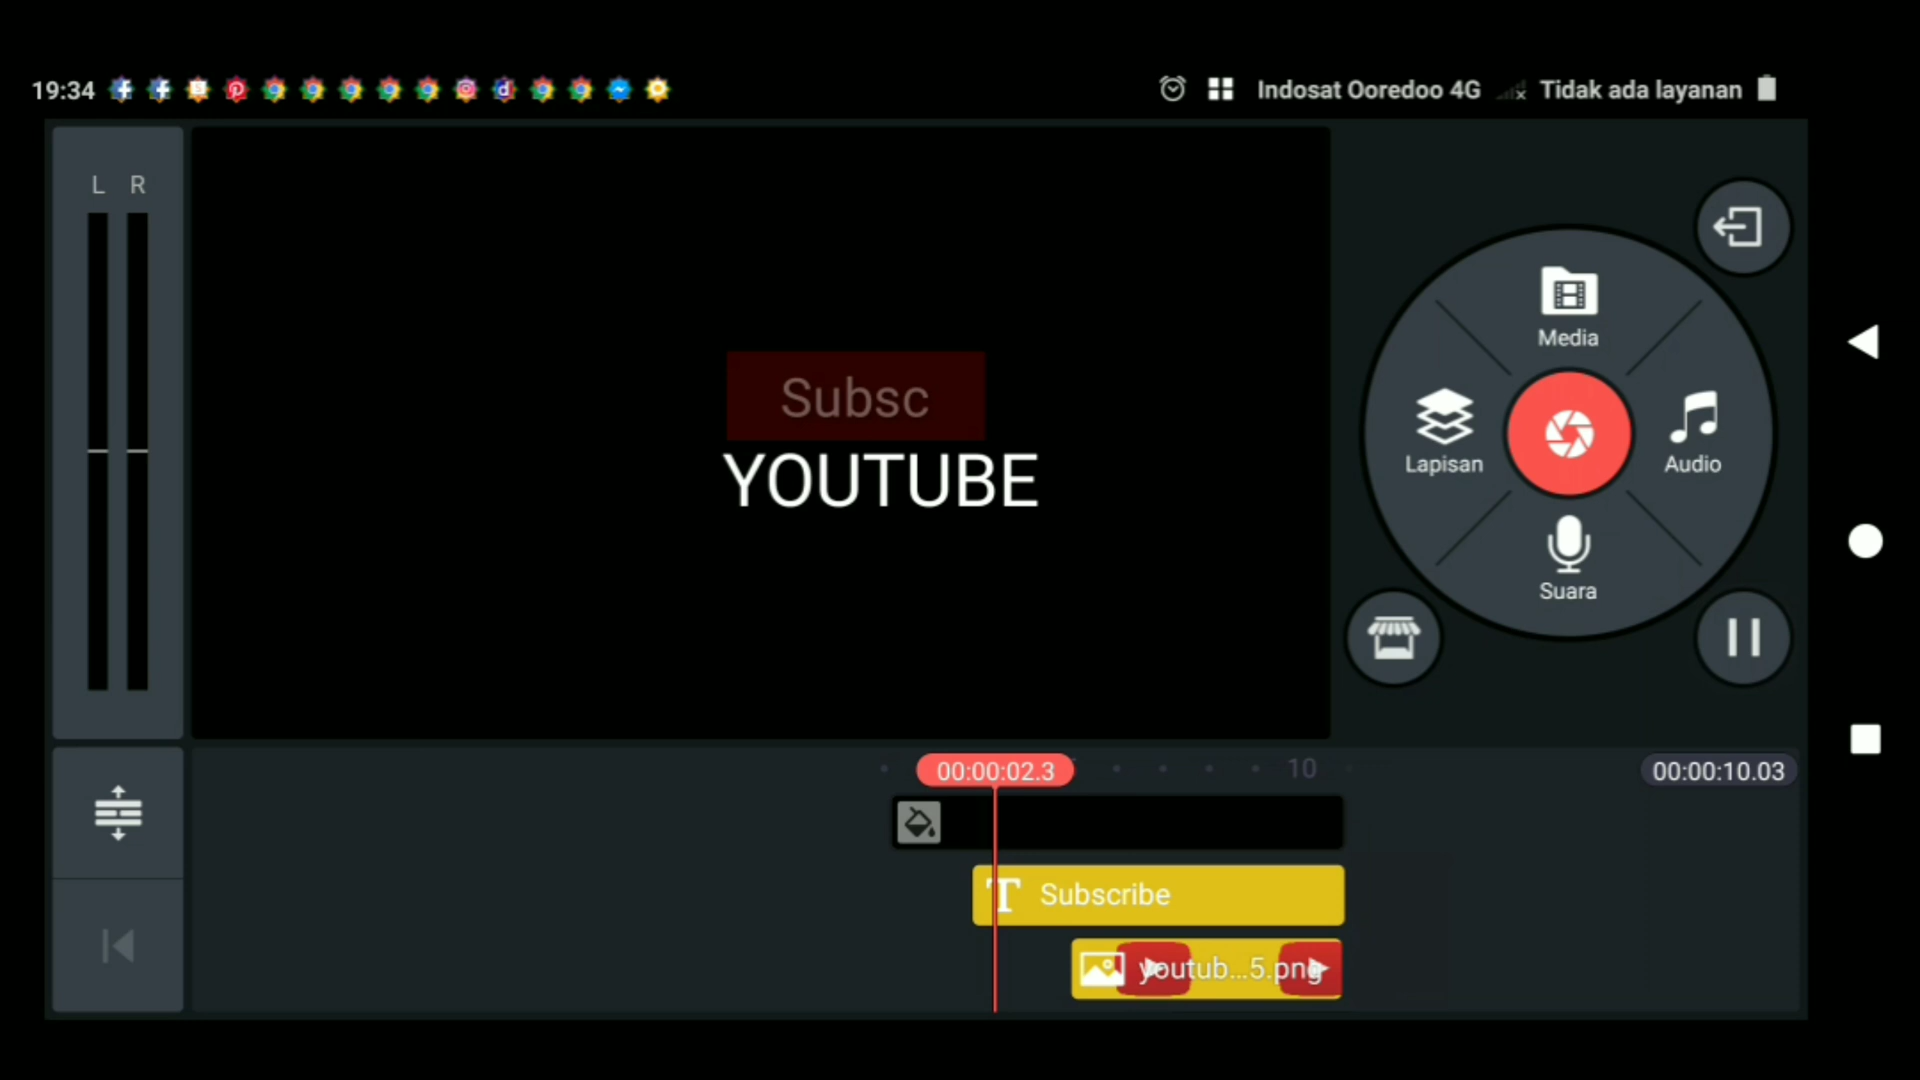 19:34 Indosat Ooredoo 4G Tidak ada layanan
L R
Media
Subsc
Lapisan
Audio
YOUTUBE
Suara
00:00:02.3
10
00:00:10.03
T Subscribe
youtub...5.png